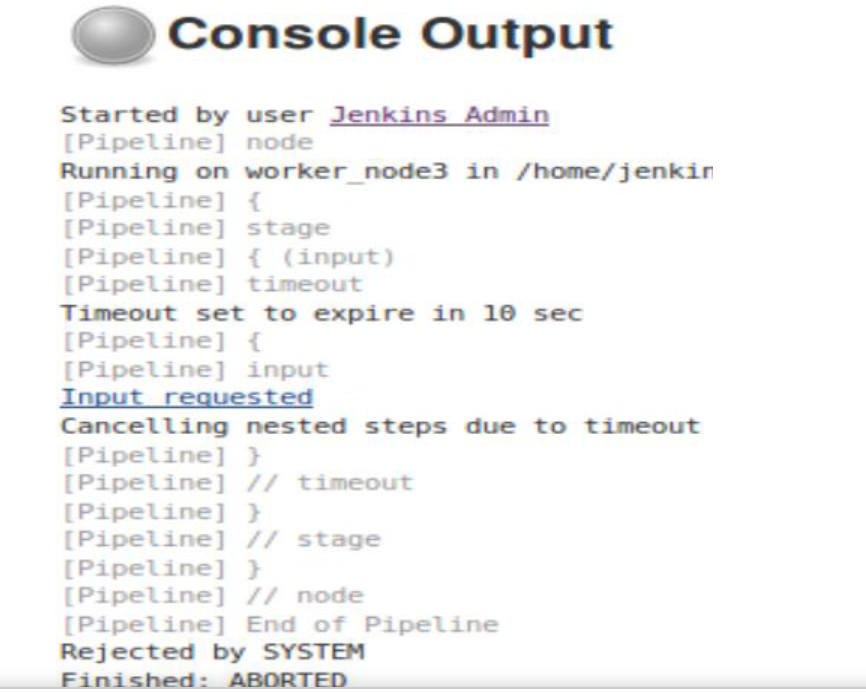 Console Output
Started by user Jenkins Admin
[Pipeline] node
Running on worker_node3 in /home/jenkin
[Pipeline] {
[Pipeline] stage
[Pipeline] { (input)
[Pipeline] timeout
Timeout set to expire in 10 sec
[Pipeline] {
[Pipeline] input
Input requested
Cancelling nested steps due to timeout
[Pipeline] }
[Pipeline] // timeout
[Pipeline] }
[Pipeline] // stage
[Pipeline] }
[Pipeline] // node
[Pipeline] End of Pipeline
Rejected by SYSTEM
Finished: ABORTED